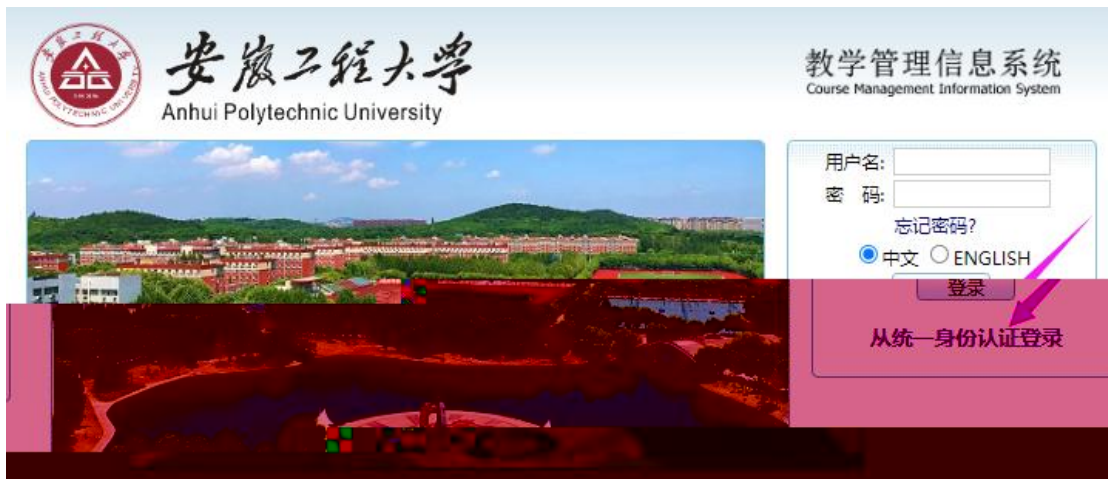 安徽工程大学
Anhui Polytechnic University
教学管理信息系统
Course Management Information System
用户名:
密 码:
忘记密码?
中文 ENGLISH
登录
从统一身份认证登录